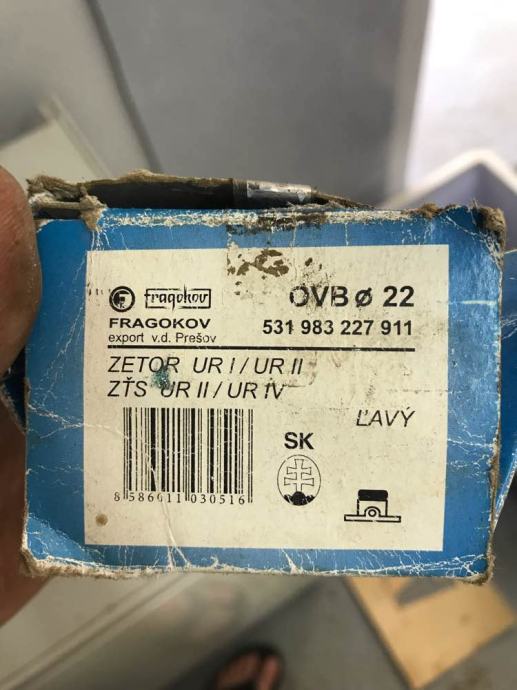 F fragokov OVB ø 22
FRAGOKOV 531 983 227 911
export v.d. Prešov
ZETOR UR I / UR II
ZŤS UR II / UR IV
ĽAVÝ
SK
8 586011 030516